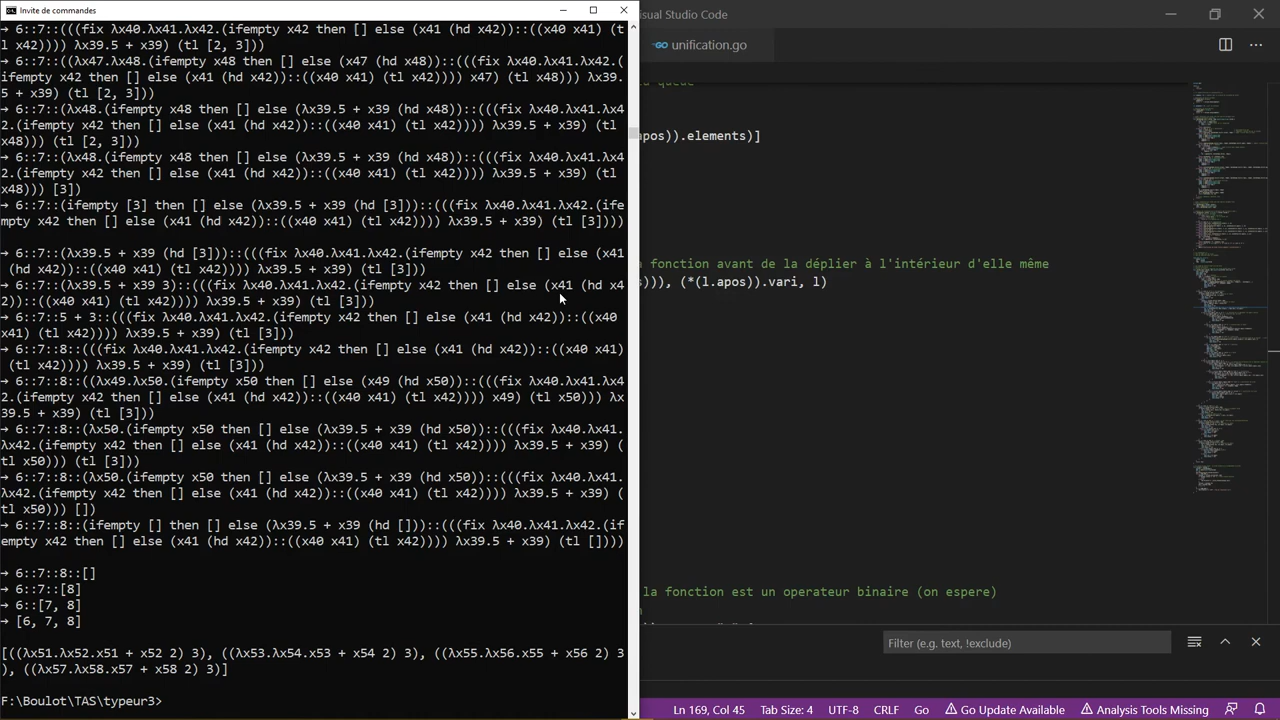 Invite de commandes
→ 6::7::(((fix λx40.λx41.λx42.(ifempty x42 then [] else (x41 (hd x42))::((x40 x41) (t
l x42)))) λx39.5 + x39) (tl [2, 3]))
→ 6::7::((λx47.λx48.(ifempty x48 then [] else (x47 (hd x48))::(((fix λx40.λx41.λx42.(
ifempty x42 then [] else (x41 (hd x42))::((x40 x41) (tl x42)))) x47) (tl x48))) λx39.
5 + x39) (tl [2, 3]))
→ 6::7::(λx48.(ifempty x48 then [] else (λx39.5 + x39 (hd x48))::(((fix λx40.λx41.λx4
2.(ifempty x42 then [] else (x41 (hd x42))::((x40 x41) (tl x42)))) λx39.5 + x39) (tl
x48))) (tl [2, 3]))
→ 6::7::(λx48.(ifempty x48 then [] else (λx39.5 + x39 (hd x48))::(((fix λx40.λx41.λx4
2.(ifempty x42 then [] else (x41 (hd x42))::((x40 x41) (tl x42)))) λx39.5 + x39) (tl
x48))) [3])
→ 6::7::(ifempty [3] then [] else (λx39.5 + x39 (hd [3]))::(((fix λx40.λx41.λx42.(ife
mpty x42 then [] else (x41 (hd x42))::((x40 x41) (tl x42)))) λx39.5 + x39) (tl [3])))
→ 6::7::(λx39.5 + x39 (hd [3]))::(((fix λx40.λx41.λx42.(ifempty x42 then [] else (x41
(hd x42))::((x40 x41) (tl x42)))) λx39.5 + x39) (tl [3]))
→ 6::7::5 + (hd [3])::(((fix λx40.λx41.λx42.(ifempty x42 then [] else (x41 (hd x4
2))::((x40 x41) (tl x42)))) λx39.5 + x39) (tl [3]))
→ 6::7::5 + 3::(((fix λx40.λx41.λx42.(ifempty x42 then [] else (x41 (hd x42))::((x40
x41) (tl x42)))) λx39.5 + x39) (tl [3]))
→ 6::7::8::(((fix λx40.λx41.λx42.(ifempty x42 then [] else (x41 (hd x42))::((x40 x41)
(tl x42)))) λx39.5 + x39) (tl [3]))
→ 6::7::8::((λx49.λx50.(ifempty x50 then [] else (x49 (hd x50))::(((fix λx40.λx41.λx4
2.(ifempty x42 then [] else (x41 (hd x42))::((x40 x41) (tl x42)))) x49) (tl x50))) λx
39.5 + x39) (tl [3]))
→ 6::7::8::(λx50.(ifempty x50 then [] else (λx39.5 + x39 (hd x50))::(((fix λx40.λx41.
λx42.(ifempty x42 then [] else (x41 (hd x42))::((x40 x41) (tl x42)))) λx39.5 + x39) (
tl x50))) (tl [3]))
→ 6::7::8::(λx50.(ifempty x50 then [] else (λx39.5 + x39 (hd x50))::(((fix λx40.λx41.
λx42.(ifempty x42 then [] else (x41 (hd x42))::((x40 x41) (tl x42)))) λx39.5 + x39) (
tl x50))) [])
→ 6::7::8::(ifempty [] then [] else (λx39.5 + x39 (hd []))::(((fix λx40.λx41.λx42.(if
empty x42 then [] else (x41 (hd x42))::((x40 x41) (tl x42)))) λx39.5 + x39) (tl [])))
→ 6::7::8::[]
→ 6::7::[8]
→ 6::[7, 8]
→ [6, 7, 8]
[((λx51.λx52.x51 + x52 2) 3), ((λx53.λx54.x53 + x54 2) 3), ((λx55.λx56.x55 + x56 2) 3
), ((λx57.λx58.x57 + x58 2) 3)]
F:\Boulot\TAS\typeur3>
sual Studio Code
GO unification.go
queue
apos)).elements)]
fonction avant de la déplier à l'intérieur d'elle même
))), (*(c.apos)).va., l)
la fonction est un operateur binaire (on espere)
Filter (e.g. text, !exclude)
Ln 169, Col 45 Tab Size: 4 UTF-8 CRLF Go Go Update Available Analysis Tools Missing